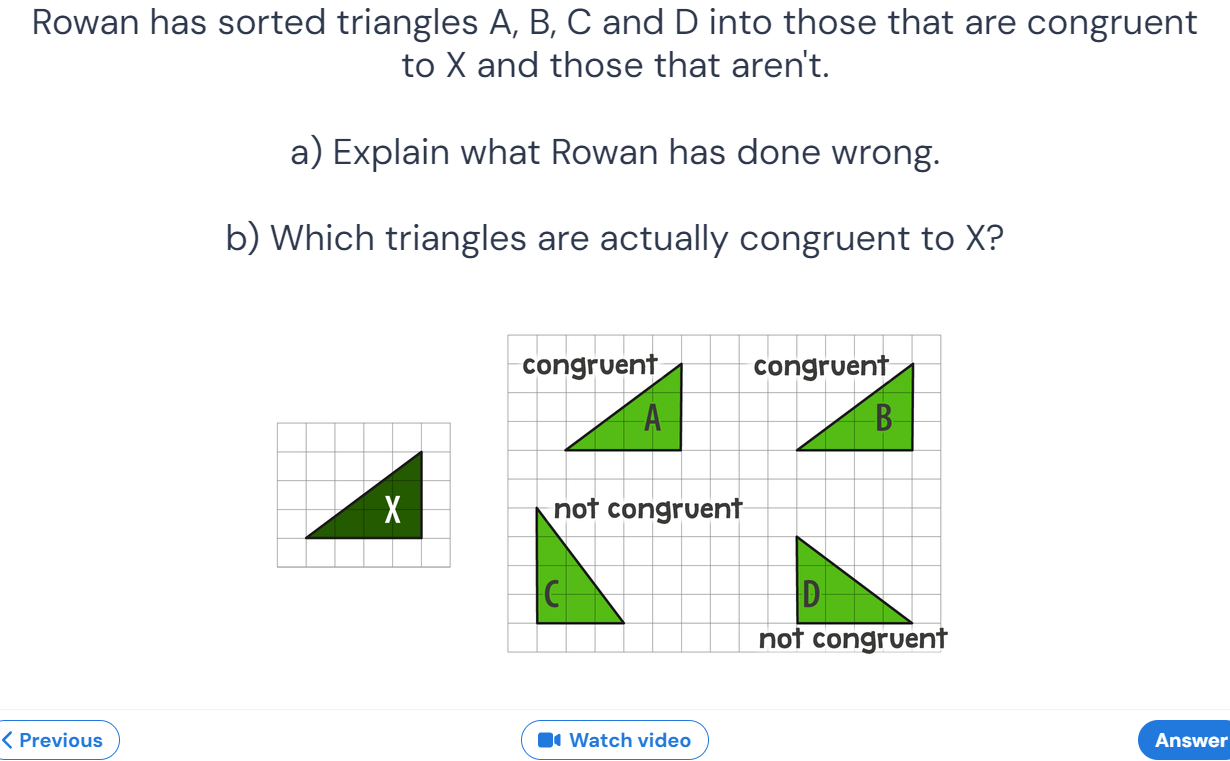 Rowan has sorted triangles A, B, C and D into those that are congruent
to X and those that aren't.
a) Explain what Rowan has done wrong.
b) Which triangles are actually congruent to X?
congruent
congruent
A
B
X
not congruent
C
D
not congruent
Previous
Watch video
Answer